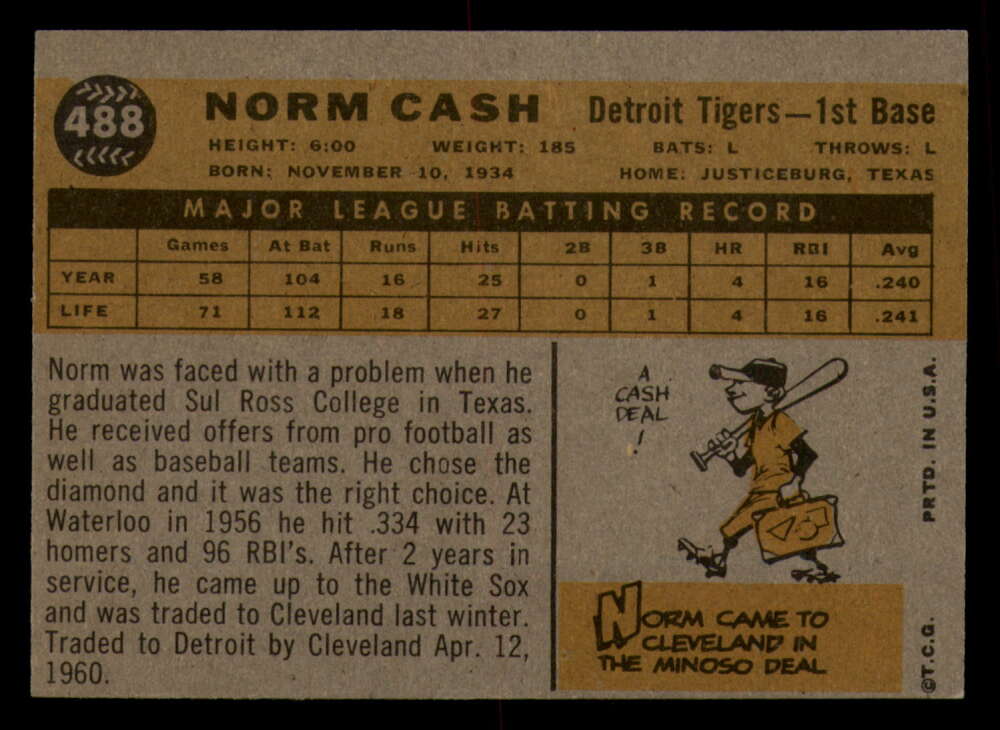 488
NORM CASH Detroit Tigers—1st Base
HEIGHT: 6:00 WEIGHT: 185 BATS: L THROWS: L
BORN: NOVEMBER 10, 1934 HOME: JUSTICEBURG, TEXAS
MAJOR LEAGUE BATTING RECORD
Games At Bat Runs Hits 2B 3B HR RBI Avg
YEAR 58 104 16 25 0 1 4 16 .240
LIFE 71 112 18 27 0 1 4 16 .241
Norm was faced with a problem when he
graduated Sul Ross College in Texas.
He received offers from pro football as
well as baseball teams. He chose the
diamond and it was the right choice. At
Waterloo in 1956 he hit .334 with 23
homers and 96 RBI's. After 2 years in
service, he came up to the White Sox
and was traded to Cleveland last winter.
Traded to Detroit by Cleveland Apr. 12,
1960.
A
CASH
DEAL
!
NORM CAME TO
CLEVELAND IN
THE MINOSO DEAL
©T.C.G. PRTD. IN U.S.A.